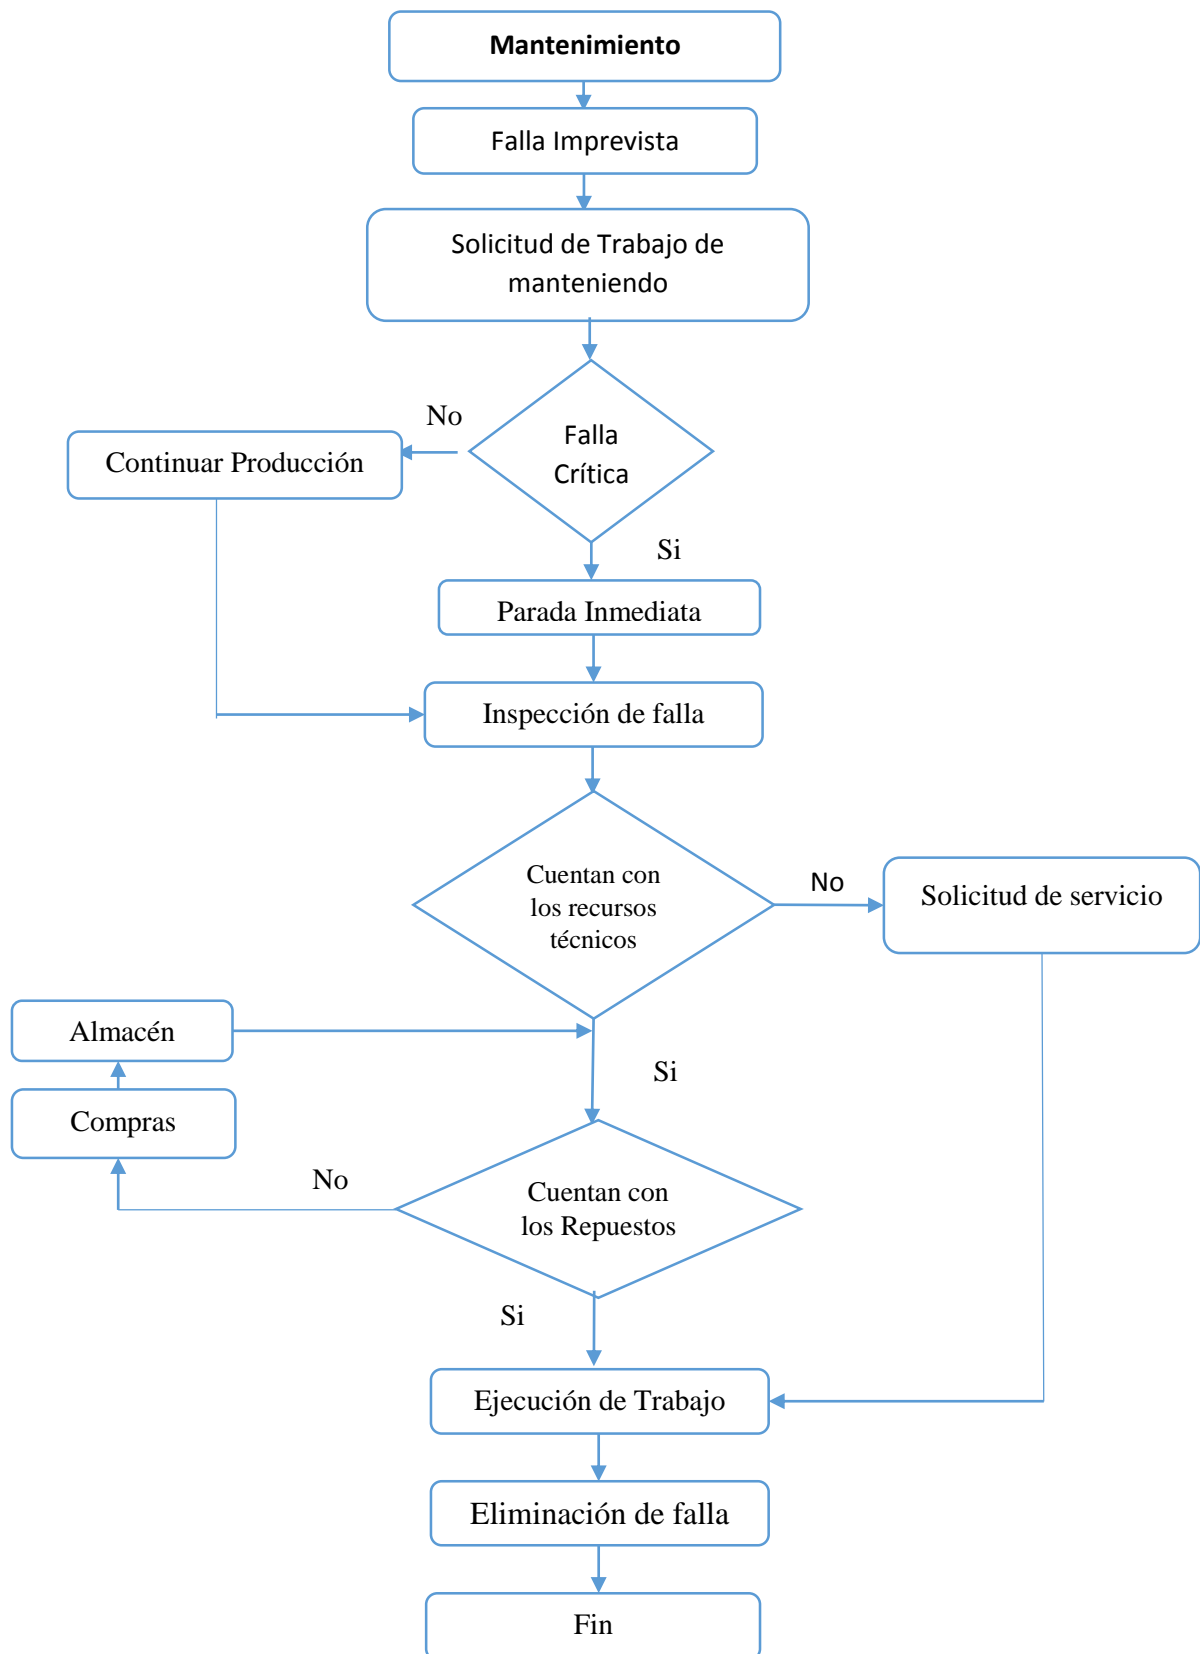 Mantenimiento
Falla Imprevista
Solicitud de Trabajo de
manteniendo
No
Falla
Crítica
Continuar Producción
Si
Parada Inmediata
Inspección de falla
Cuentan con
los recursos
técnicos
No
Solicitud de servicio
Almacén
Si
Compras
No
Cuentan con
los Repuestos
Si
Ejecución de Trabajo
Eliminación de falla
Fin